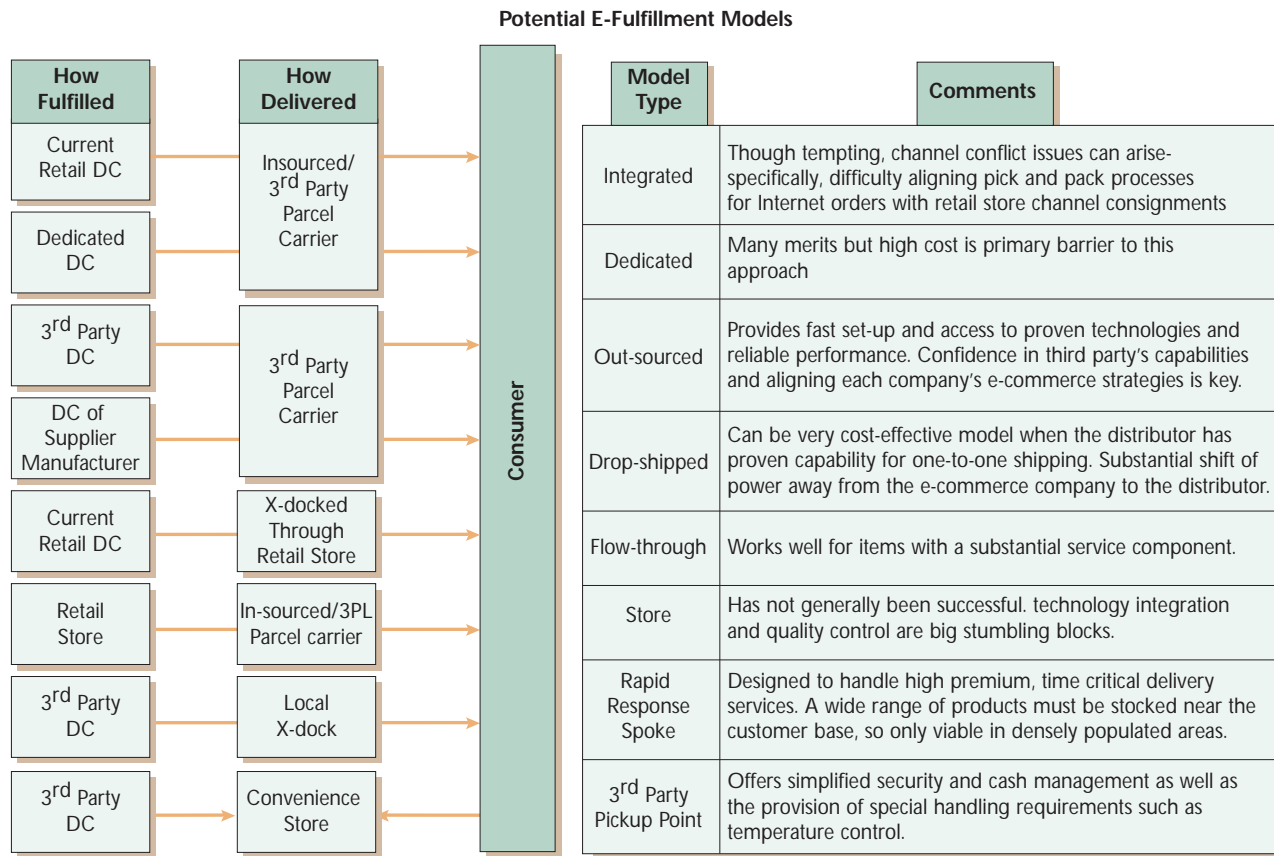 Potential E-Fulfillment Models
How
Fulfilled
How
Delivered
Current
Retail DC
Insourced/
3rd Party
Parcel
Carrier
Dedicated
DC
3rd Party
DC
3rd Party
Parcel
Carrier
DC of
Supplier
Manufacturer
Current
Retail DC
X-docked
Through
Retail Store
Retail
Store
In-sourced/3PL
Parcel carrier
3rd Party
DC
Local
X-dock
3rd Party
DC
Convenience
Store
Consumer
Model
Type
Comments
Integrated
Though tempting, channel conflict issues can arise-
specifically, difficulty aligning pick and pack processes
for Internet orders with retail store channel consignments
Dedicated
Many merits but high cost is primary barrier to this
approach
Out-sourced
Provides fast set-up and access to proven technologies and
reliable performance. Confidence in third party's capabilities
and aligning each company's e-commerce strategies is key.
Drop-shipped
Can be very cost-effective model when the distributor has
proven capability for one-to-one shipping. Substantial shift of
power away from the e-commerce company to the distributor.
Flow-through
Works well for items with a substantial service component.
Store
Has not generally been successful. technology integration
and quality control are big stumbling blocks.
Rapid
Response
Spoke
Designed to handle high premium, time critical delivery
services. A wide range of products must be stocked near the
customer base, so only viable in densely populated areas.
3rd Party
Pickup Point
Offers simplified security and cash management as well as
the provision of special handling requirements such as
temperature control.